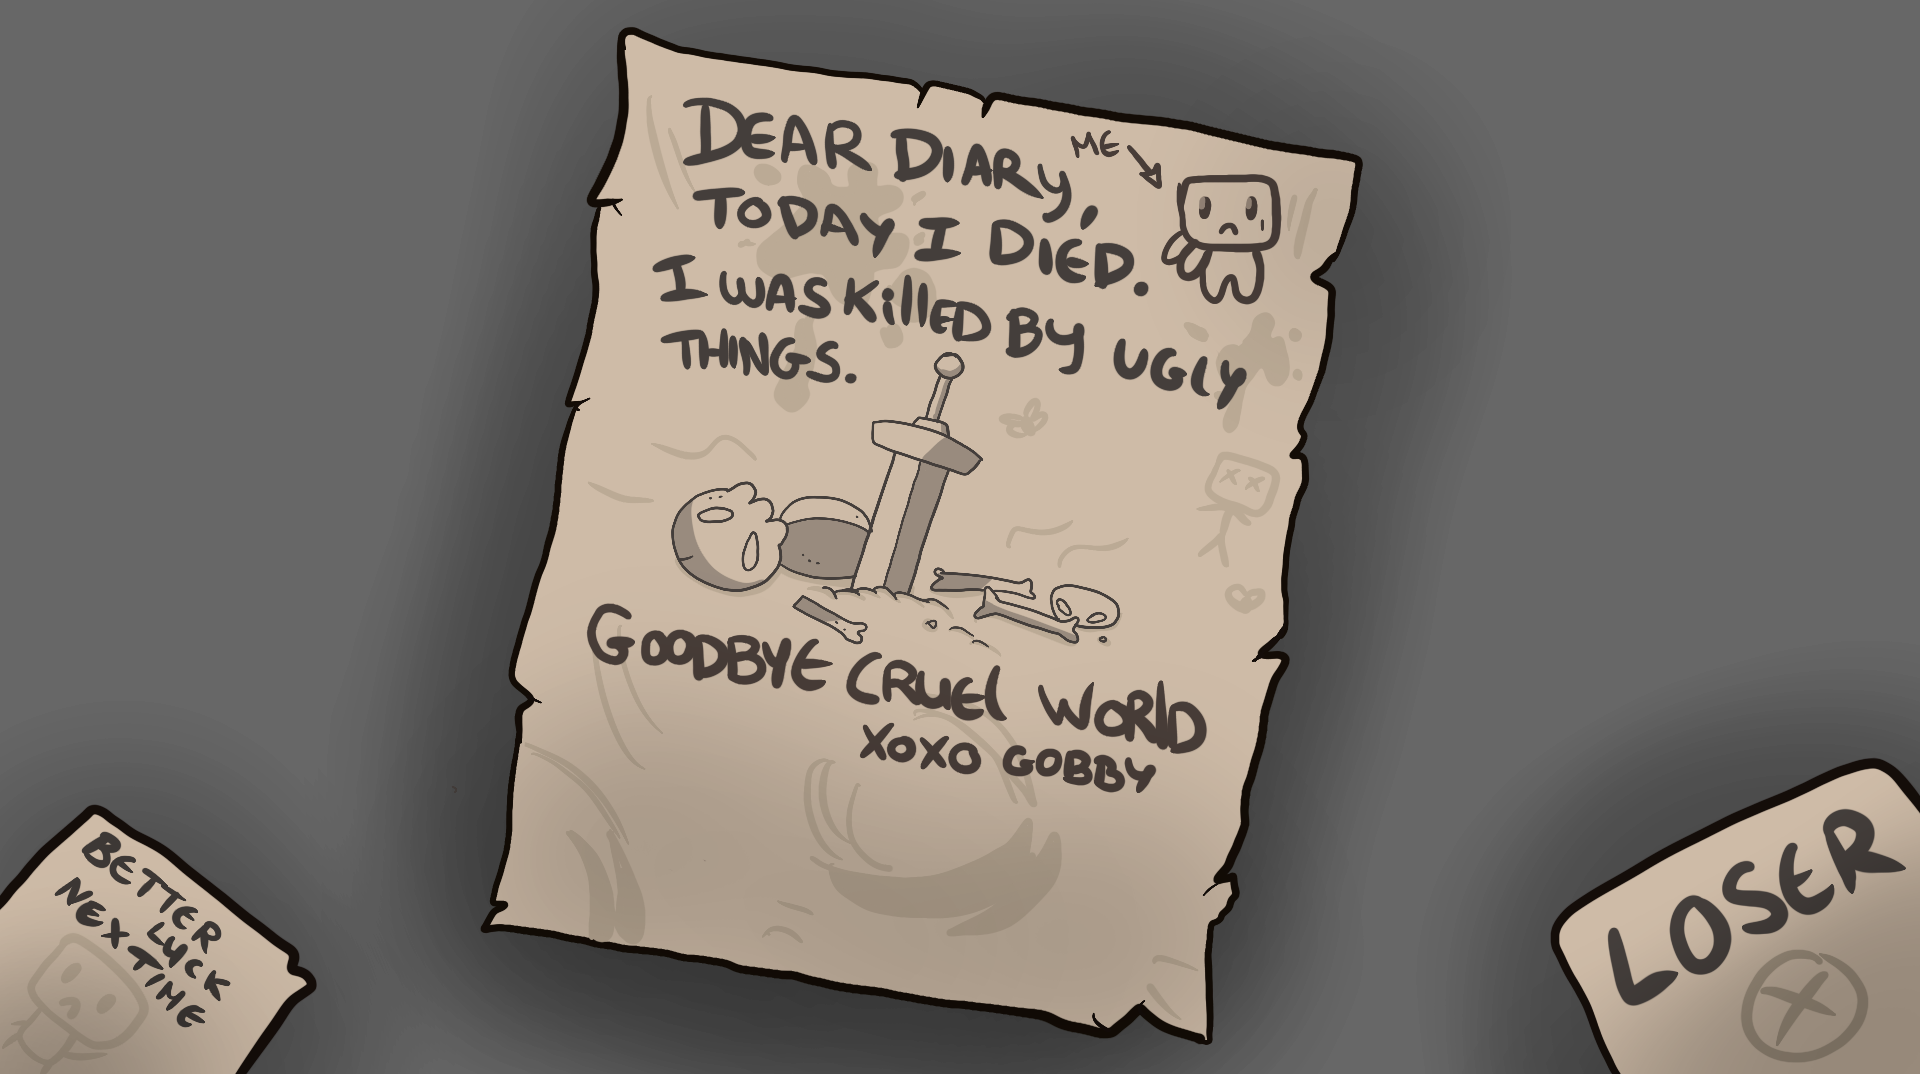 DEAR DIARY,
ME
TODAY I DIED.
I WAS KillED BY UGLY
THINGS.
GOODBYE CRUEl WORlD
XOXO GOBBY
BETTER
LUCK
NEXT TIME
LOSER